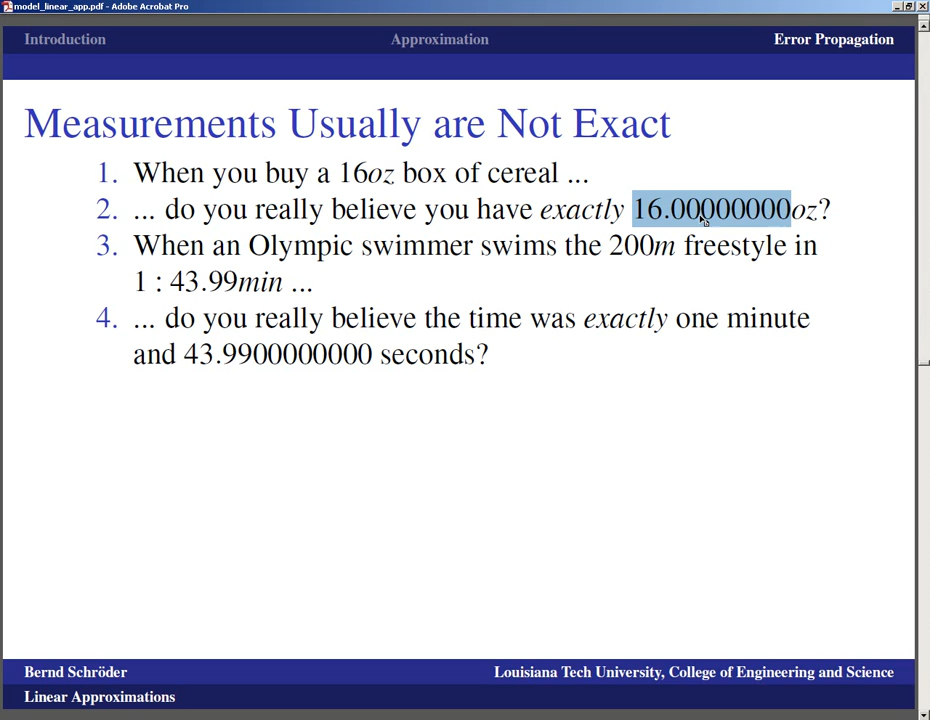 model_linear_app.pdf - Adobe Acrobat Pro
Introduction Approximation Error Propagation
Measurements Usually are Not Exact
1. When you buy a 16oz box of cereal ...
2. ... do you really believe you have exactly 16.00000000oz?
3. When an Olympic swimmer swims the 200m freestyle in
1 : 43.99min ...
4. ... do you really believe the time was exactly one minute
and 43.9900000000 seconds?
Bernd Schröder Louisiana Tech University, College of Engineering and Science
Linear Approximations